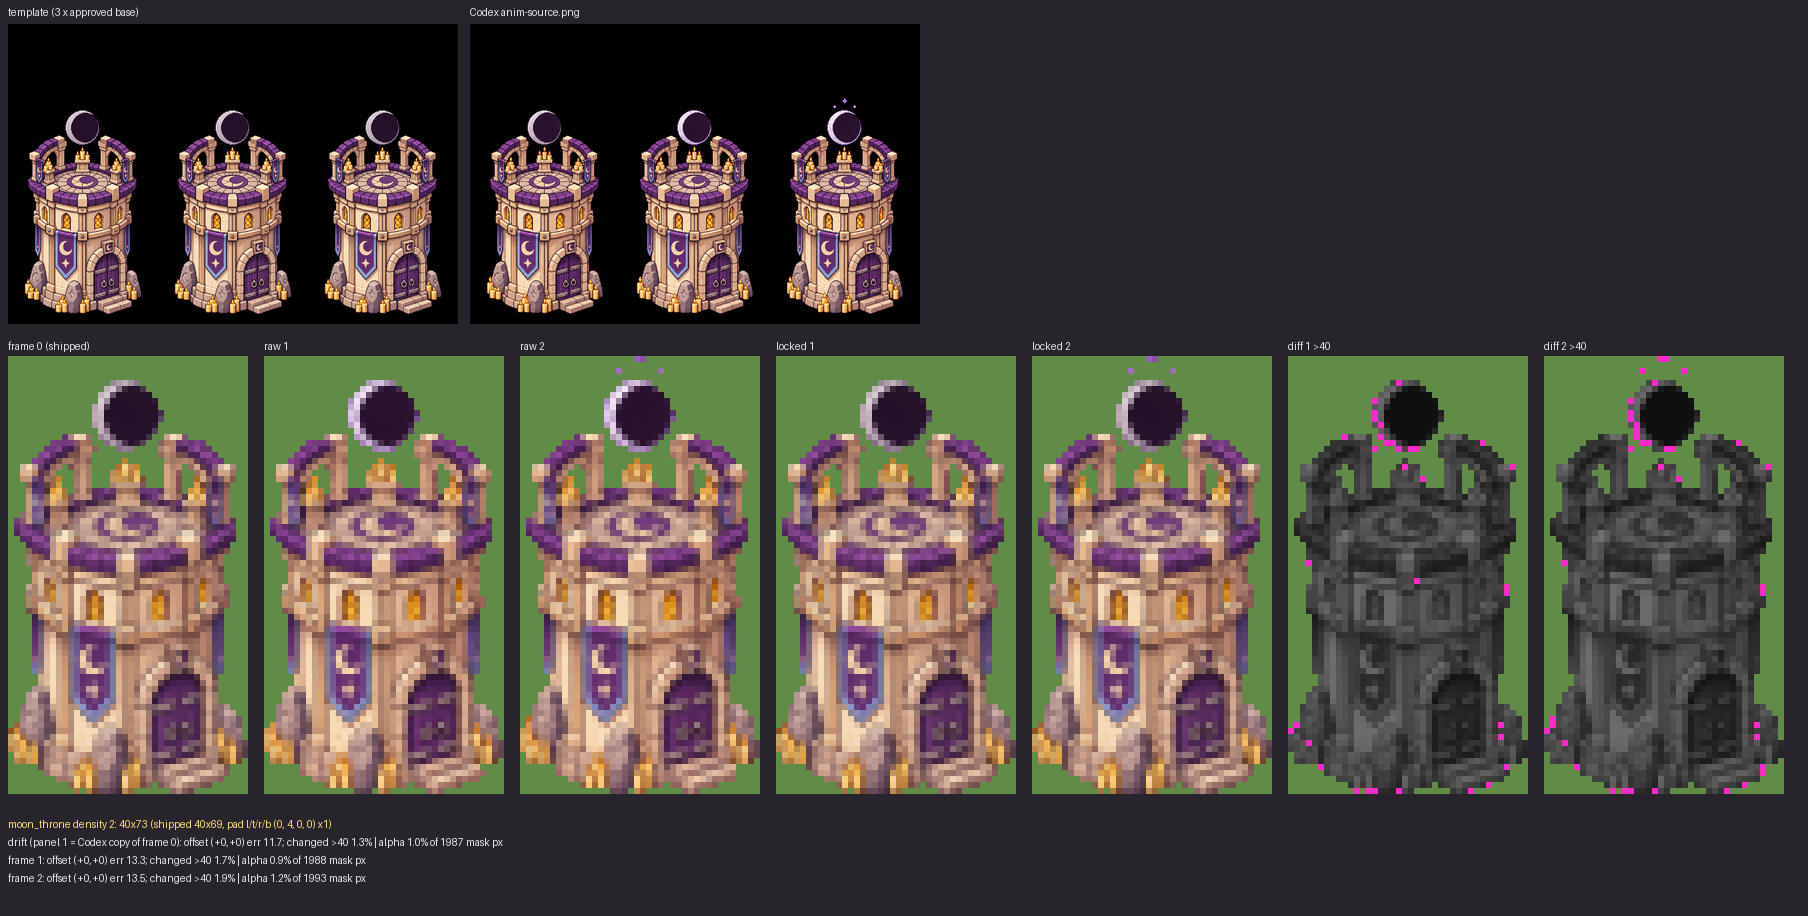 template (3 x approved base)
Codex anim-source.png
frame 0 (shipped)
raw 1
raw 2
locked 1
locked 2
diff 1 >40
diff 2 >40
moon_throne density 2: 40x73 (shipped 40x69, pad l/t/r/b (0, 4, 0, 0) x1)
drift (panel 1 = Codex copy of frame 0): offset (+0,+0) err 11.7; changed >40 1.3% | alpha 1.0% of 1987 mask px
frame 1: offset (+0,+0) err 13.3; changed >40 1.7% | alpha 0.9% of 1988 mask px
frame 2: offset (+0,+0) err 13.5; changed >40 1.9% | alpha 1.2% of 1993 mask px